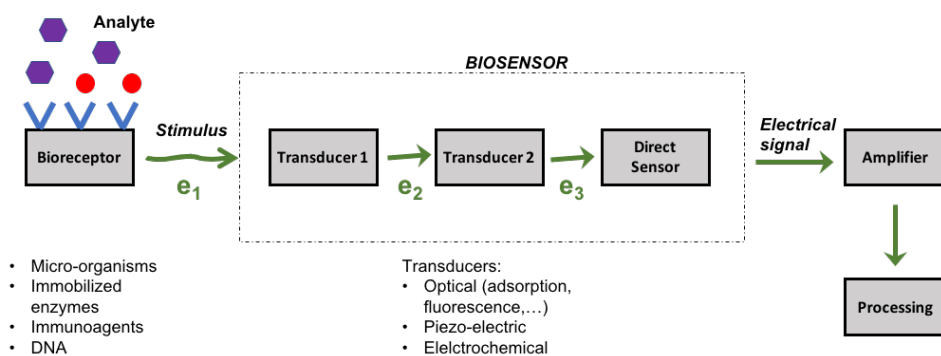 Analyte
BIOSENSOR
Stimulus
Electrical
signal
Bioreceptor
Transducer 1
Transducer 2
Direct
Sensor
Amplifier
e1
e2
e3
• Micro-organisms
• Immobilized
enzymes
• Immunoagents
• DNA
Transducers:
• Optical (adsorption,
fluorescence,…)
• Piezo-electric
• Elelctrochemical
Processing